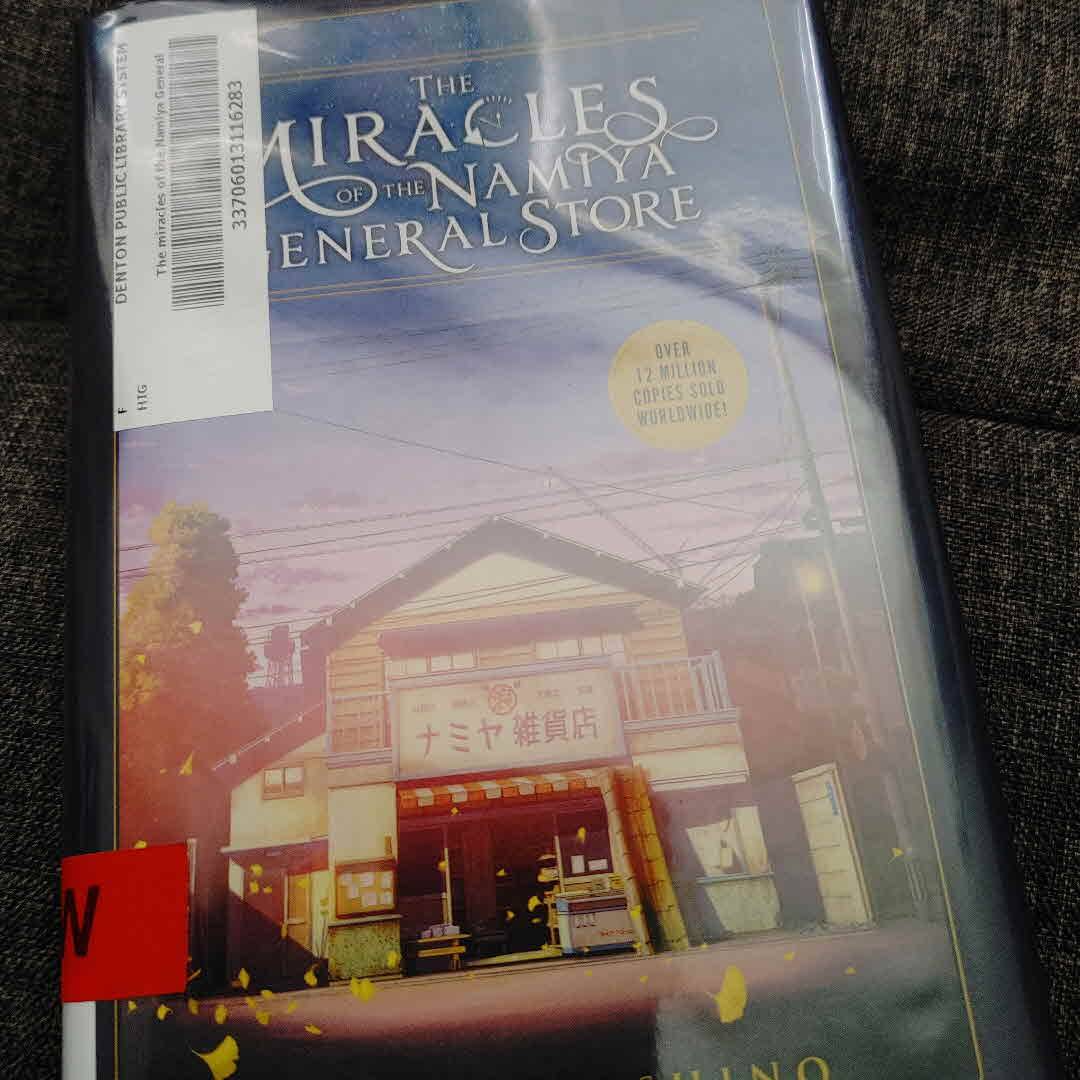 DENTON PUBLIC LIBRARY SYSTEM
The miracles of the Namiya General
33706013116283
F
HIG
THE
MIRACLES
OF THE NAMIYA
GENERAL STORE
OVER
12 MILLION
COPIES SOLD
WORLDWIDE!
ナミヤ 雑貨店